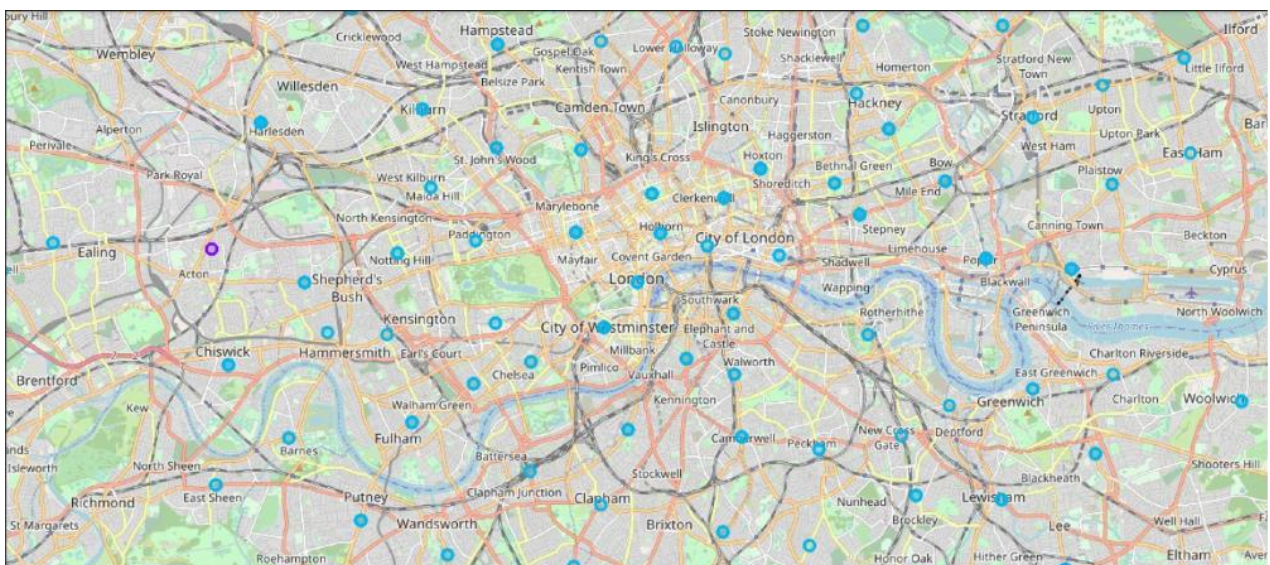 bury Hill
Wembley
Cricklewood
Hampstead
Gospel Oak
Lower Holloway
Stoke Newington
Ilford
West Hampstead
Kentish Town
Shacklewell
Homerton
Stratford New
Town
Little Ilford
Willesden
Belsize Park
Camden Town
Canonbury
Hackney
Upton
Alperton
Harlesden
Kilburn
Islington
Haggerston
Stratford
Upton Park
Bar
Perivale
St. John's Wood
King's Cross
Hoxton
Bethnal Green
Bow
West Ham
East Ham
Park Royal
West Kilburn
Maida Hill
Clerkenwell
Shoreditch
Mile End
Plaistow
Marylebone
North Kensington
Paddington
Holborn
City of London
Stepney
Canning Town
Beckton
Ealing
Notting Hill
Mayfair
Covent Garden
Shadwell
Limehouse
Poplar
Cyprus
ell
Acton
Shepherd's
Bush
London
Wapping
Blackwall
Southwark
Rotherhithe
Greenwich
Peninsula
North Woolwich
River Thames
Kensington
City of Westminster
Elephant and
Castle
Chiswick
Hammersmith
Earl's Court
Millbank
Walworth
Charlton Riverside
Brentford
Chelsea
Pimlico
Vauxhall
East Greenwich
Kew
Walham Green
Kennington
Greenwich
Charlton
Woolwich
Fulham
Camberwell
Peckham
New Cross
Gate
Deptford
nds
Isleworth
North Sheen
Barnes
Battersea
Stockwell
Blackheath
Shooters Hill
Richmond
East Sheen
Putney
Clapham Junction
Clapham
Nunhead
Lewisham
St Margarets
Wandsworth
Brixton
Brockley
Lee
Well Hall
Roehampton
Honor Oak
Hither Green
Eltham
Aver